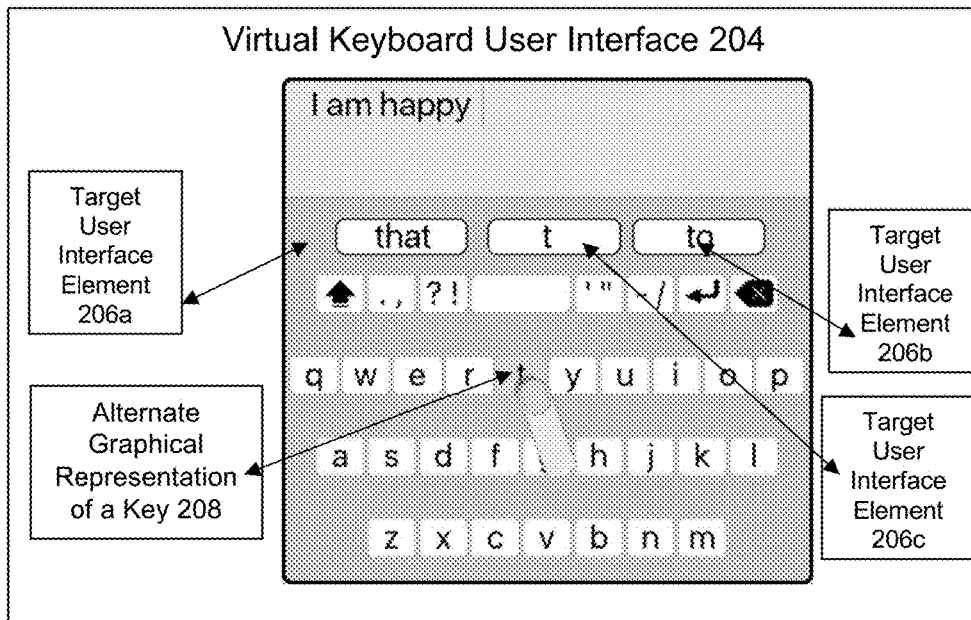 Virtual Keyboard User Interface 204
I am happy
Target
User
Interface
Element
206a
that t to
. , ? ! ' " - /
q w e r t y u i o p
a s d f h j k l
z x c v b n m
Alternate
Graphical
Representation
of a Key 208
Target
User
Interface
Element
206b
Target
User
Interface
Element
206c